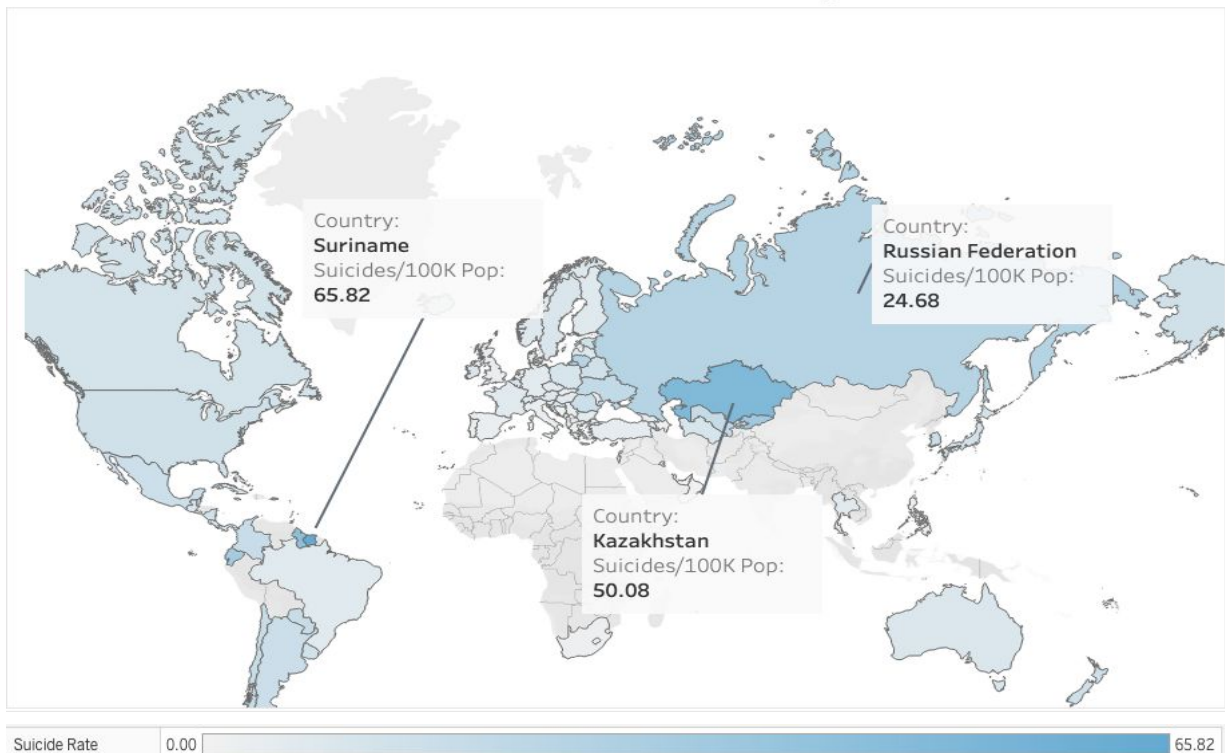 Country:
Suriname
Suicides/100K Pop:
65.82
Country:
Russian Federation
Suicides/100K Pop:
24.68
Country:
Kazakhstan
Suicides/100K Pop:
50.08
Suicide Rate 0.00 65.82